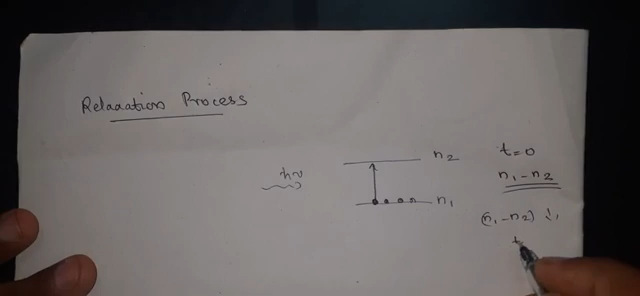 Relaxation Process
hν
n₂
n₁
t=0
n₁ - n₂
(n₁ - n₂)